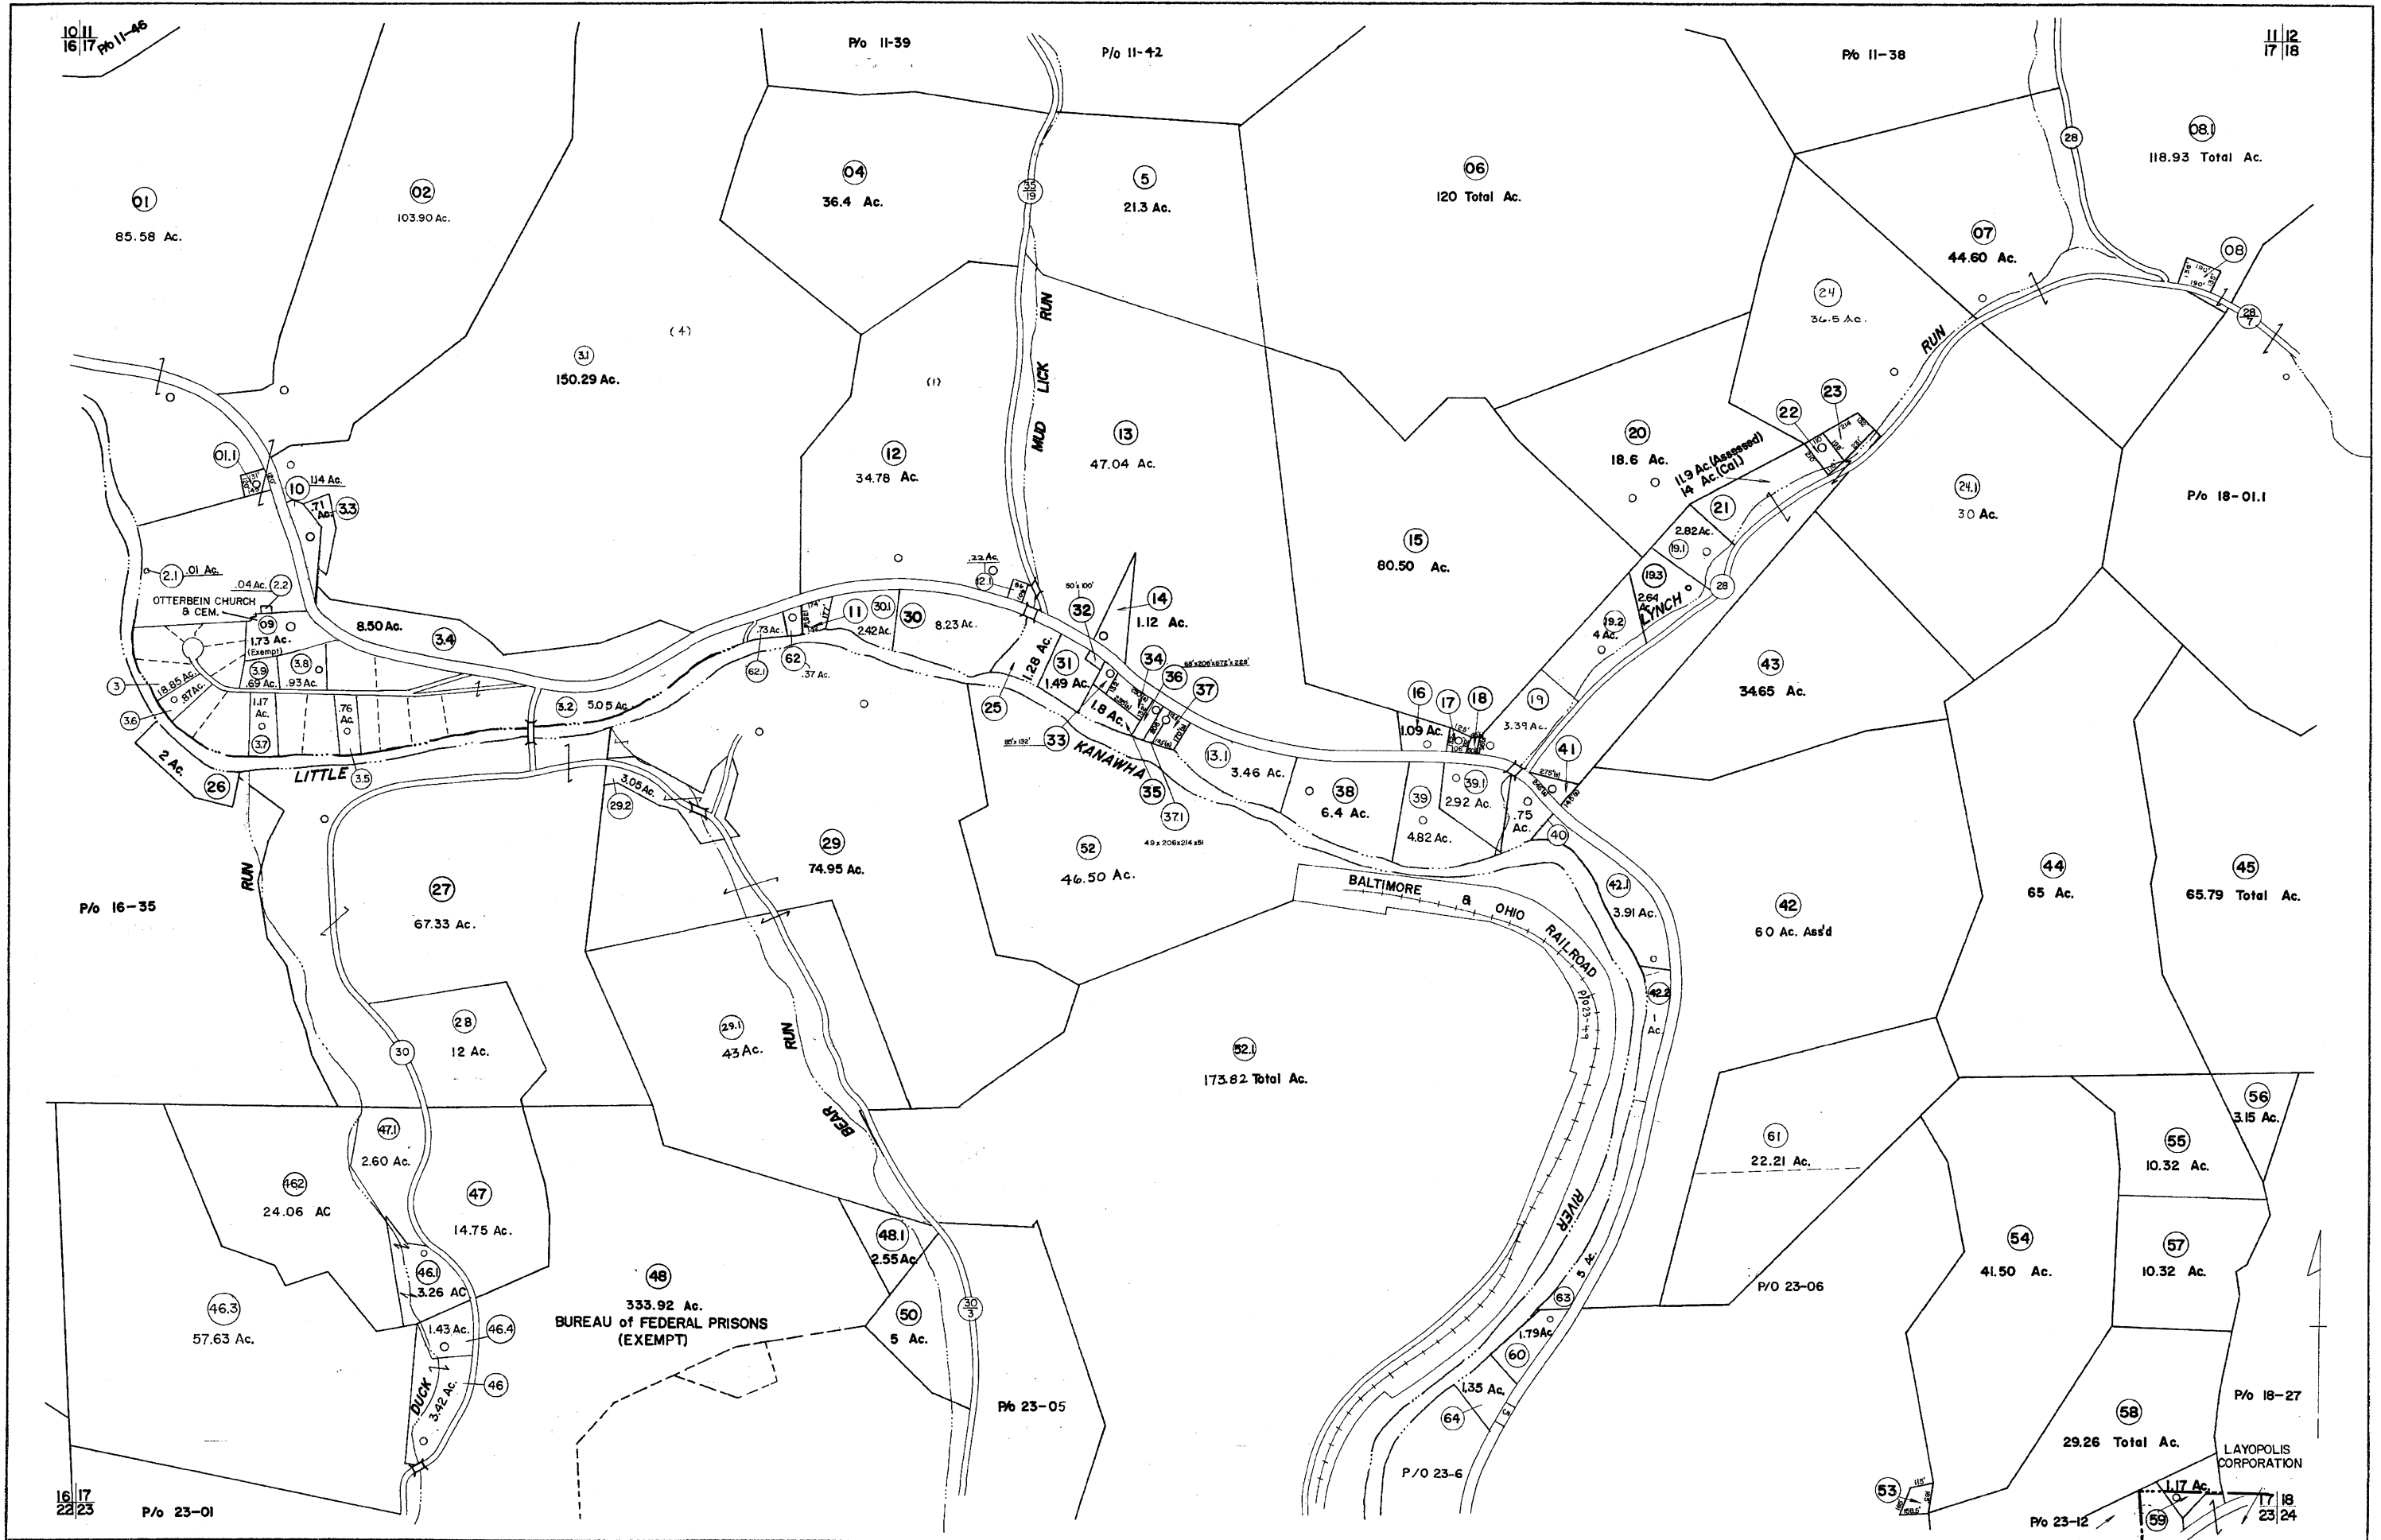 10 11
16 17
P/o 11-46
P/o 11-39
P/o 11-42
P/o 11-38
11 12
17 18
01
85.58 Ac.
02
103.90 Ac.
04
36.4 Ac.
35
19
5
21.3 Ac.
06
120 Total Ac.
28
08.1
118.93 Total Ac.
07
44.60 Ac.
08
190'
28
7
24
36.5 Ac.
(4)
3.1
150.29 Ac.
(1)
MUD LICK RUN
12
34.78 Ac.
13
47.04 Ac.
RUN
20
18.6 Ac.
11.9 Ac.(Assessed)
14 Ac.(Cal.)
22
23
24.1
30 Ac.
P/o 18-01.1
01.1
10
1.14 Ac.
.71
Ac.
3.3
2.1
.01 Ac.
.04 Ac.
2.2
OTTERBEIN CHURCH
& CEM.
09
1.73 Ac.
(Exempt)
8.50 Ac.
3.4
3.9
.69 Ac.
3.8
.93 Ac.
3
18.85 Ac.
.87 Ac.
3.6
1.17
Ac.
3.7
.76
Ac.
3.5
3.2
5.05 Ac.
2 Ac.
26
LITTLE
.73 Ac.
62.1
62
.37 Ac.
11
30.1
2.42 Ac.
30
8.23 Ac.
.22 Ac.
12.1
50'x 100'
32
14
1.12 Ac.
1.28 Ac.
25
31
1.49 Ac.
34
36
37
1.8 Ac.
33
35
37.1
49 x 206x214x51
KANAWHA
13.1
3.46 Ac.
15
80.50 Ac.
16
1.09 Ac.
17
18
19
3.39 Ac.
19.1
2.82 Ac.
19.2
4 Ac.
19.3
2.64
Ac.
LYNCH
21
28
43
34.65 Ac.
38
6.4 Ac.
39
4.82 Ac.
39.1
2.92 Ac.
41
.75
Ac.
40
29.2
3.05 Ac.
29
74.95 Ac.
52
46.50 Ac.
BALTIMORE & OHIO RAILROAD
P/O 23-49
42.1
3.91 Ac.
42
60 Ac. Ass'd
42.2
1
Ac.
44
65 Ac.
45
65.79 Total Ac.
P/o 16-35
RUN
27
67.33 Ac.
28
12 Ac.
30
29.1
43 Ac.
RUN
BEAR
52.1
173.82 Total Ac.
61
22.21 Ac.
56
3.15 Ac.
55
10.32 Ac.
57
10.32 Ac.
54
41.50 Ac.
47.1
2.60 Ac.
46.2
24.06 AC
47
14.75 Ac.
46.1
3.26 AC
46.3
57.63 Ac.
1.43 Ac.
46.4
46
3.42 Ac.
DUCK
48
333.92 Ac.
BUREAU of FEDERAL PRISONS
(EXEMPT)
48.1
2.55 Ac.
50
5 Ac.
30
3
P/o 23-05
RIVER
5 Ac.
63
1.79 Ac
60
1.35 Ac.
64
5
P/O 23-6
P/O 23-06
58
29.26 Total Ac.
P/o 18-27
LAYOPOLIS
CORPORATION
1.17 Ac.
59
53
P/o 23-12
16 17
22 23
P/o 23-01
17 18
23 24